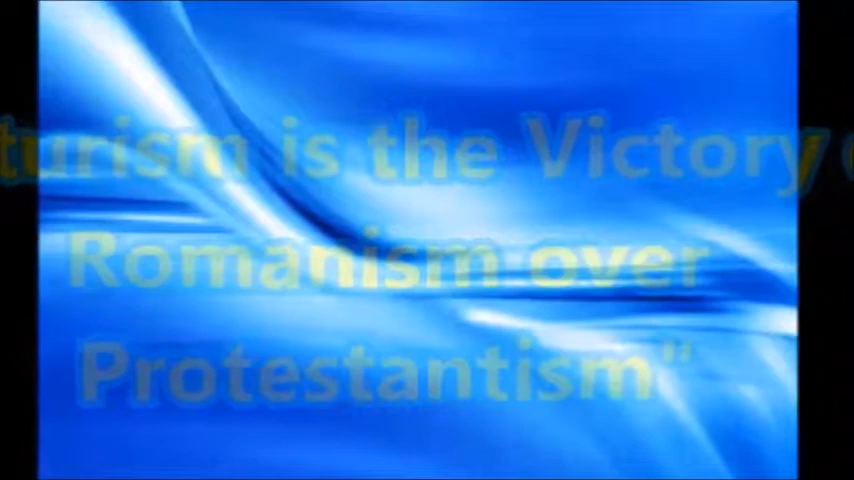 turism is the Victory
Romanism over
Protestantism"